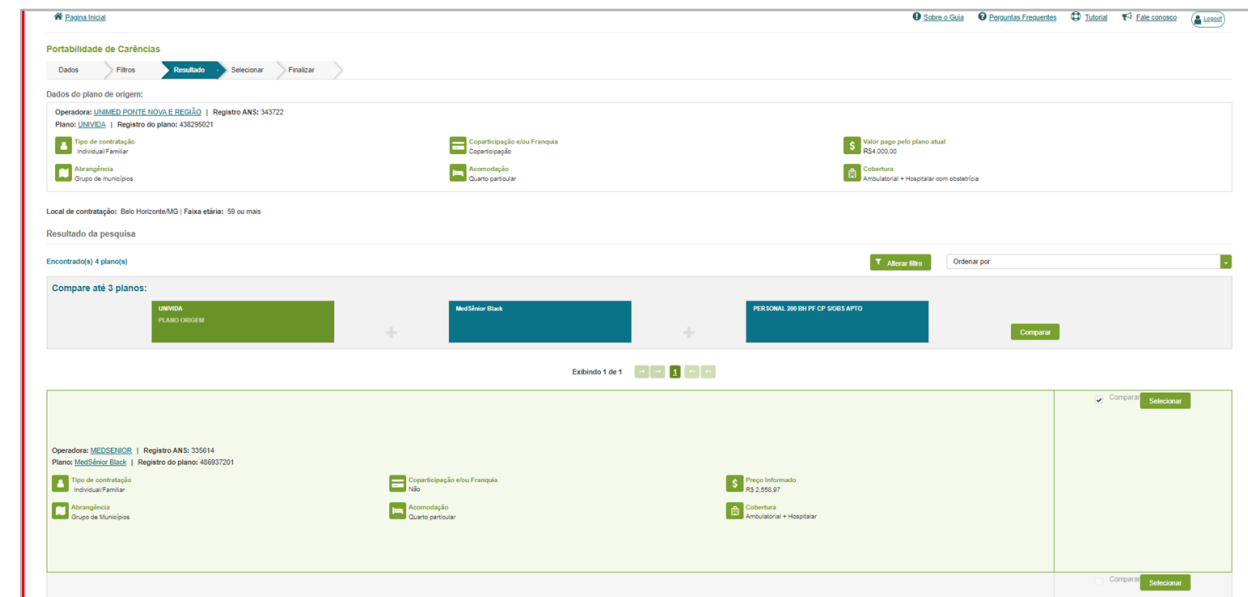 Pagina Inicial Sobre o Guia Perguntas Frequentes Tutorial Fale conosco Logout
Portabilidade de Carências
Dados Filtros Resultado Selecionar Finalizar
Dados do plano de origem:
Operadora: UNIMED PONTE NOVA E REGIÃO | Registro ANS: 343722
Plano: UNIVIDA | Registro do plano: 438295021
Tipo de contratação Coparticipação e/ou Franquia Valor pago pelo plano atual
Individual/Familiar Coparticipação R$4.000,00
Abrangência Acomodação Cobertura
Grupo de municípios Quarto particular Ambulatorial + Hospitalar com obstetrícia
Local de contratação: Belo Horizonte/MG | Faixa etária: 59 ou mais
Resultado da pesquisa
Encontrado(s) 4 plano(s) Alterar filtro Ordenar por:
Compare até 3 planos:
UNIVIDA MedSênior Black PERSONAL 200 BH PF CP S/OBS APTO
PLANO ORIGEM
Comparar
Exibindo 1 de 1 1
Comparar Selecionar
Operadora: MEDSENIOR | Registro ANS: 335614
Plano: MedSênior Black | Registro do plano: 486937201
Tipo de contratação Coparticipação e/ou Franquia Preço Informado
Individual/Familiar Não R$ 2.558,97
Abrangência Acomodação Cobertura
Grupo de Municípios Quarto particular Ambulatorial + Hospitalar
Comparar Selecionar